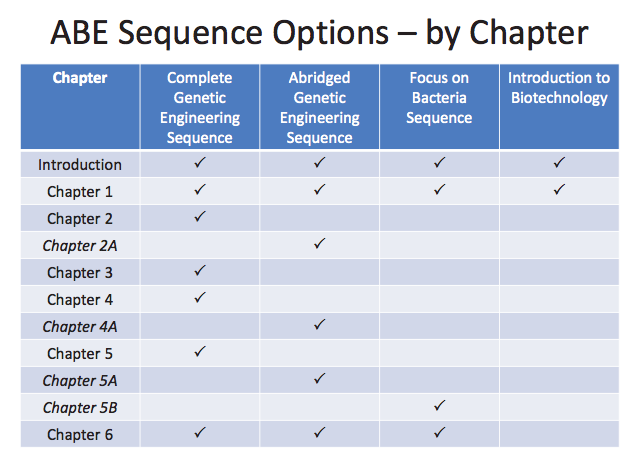 ABE Sequence Options – by Chapter
Chapter Complete Genetic Engineering Sequence Abridged Genetic Engineering Sequence Focus on Bacteria Sequence Introduction to Biotechnology
Introduction ✓ ✓ ✓ ✓
Chapter 1 ✓ ✓ ✓ ✓
Chapter 2 ✓
Chapter 2A ✓
Chapter 3 ✓
Chapter 4 ✓
Chapter 4A ✓
Chapter 5 ✓
Chapter 5A ✓
Chapter 5B ✓
Chapter 6 ✓ ✓ ✓